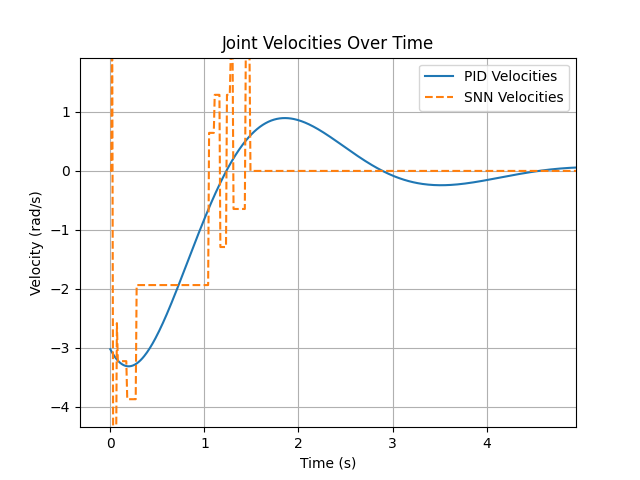 Joint Velocities Over Time
PID Velocities
SNN Velocities
Velocity (rad/s)
1
0
−1
−2
−3
−4
0 1 2 3 4
Time (s)